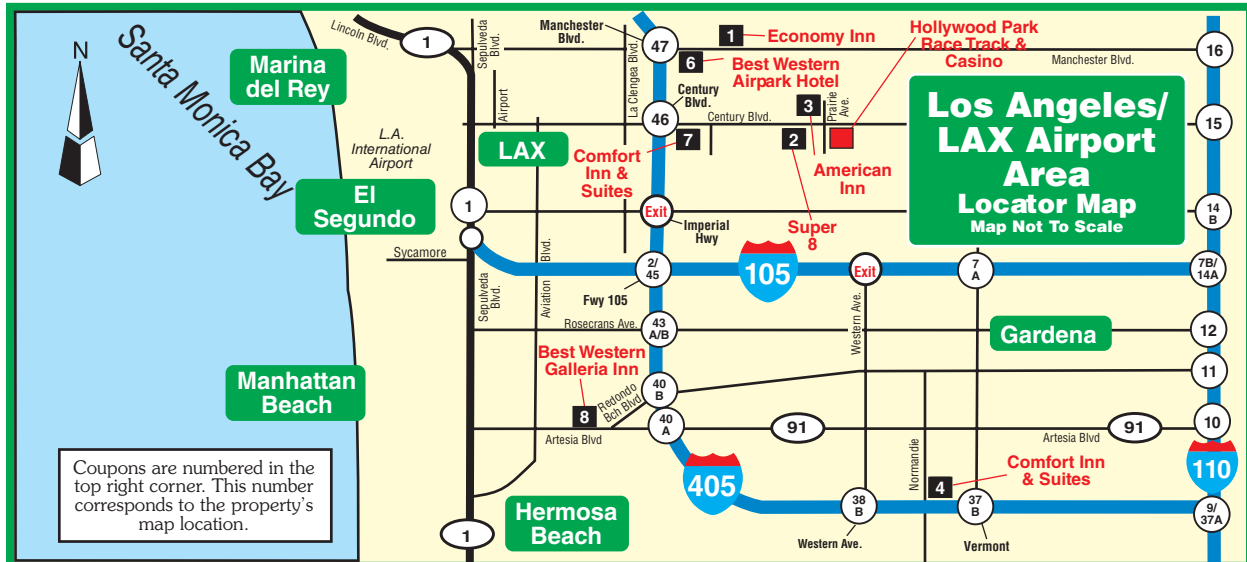 N
Santa Monica Bay
Marina
del Rey
Lincoln Blvd.
1
Sepulveda
Blvd.
Manchester
Blvd.
La Clengea Blvd.
47
1
Economy Inn
6
Best Western
Airpark Hotel
Hollywood Park
Race Track &
Casino
Manchester Blvd.
16
Airport
Century
Blvd.
46
Century Blvd.
3
Prairie
Ave.
15
L.A.
International
Airport
LAX
7
Comfort
Inn &
Suites
2
American
Inn
Super
8
Los Angeles/
LAX Airport
Area
Locator Map
Map Not To Scale
El
Segundo
1
Exit
Imperial
Hwy
14
B
Sycamore
Sepulveda
Blvd.
Aviation Blvd.
2/
45
Fwy 105
105
Exit
7
A
7B/
14A
Rosecrans Ave.
43
A/B
Western Ave.
Gardena
12
Best Western
Galleria Inn
8
Redondo
Bch Blvd
40
B
11
Manhattan
Beach
40
A
Artesia Blvd
91
91
Artesia Blvd
10
Coupons are numbered in the
top right corner. This number
corresponds to the property's
map location.
405
Normandie
4
Comfort Inn
& Suites
110
1
Hermosa
Beach
38
B
Western Ave.
37
B
Vermont
9/
37A